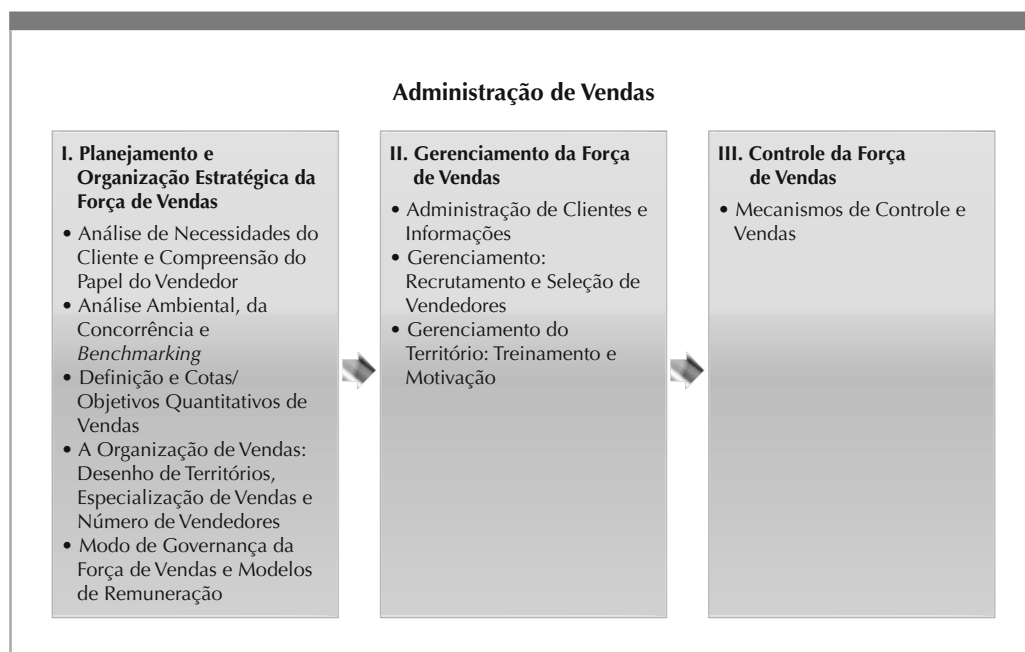 Administração de Vendas
I. Planejamento e
Organização Estratégica da
Força de Vendas
• Análise de Necessidades do
Cliente e Compreensão do
Papel do Vendedor
• Análise Ambiental, da
Concorrência e
Benchmarking
• Definição e Cotas/
Objetivos Quantitativos de
Vendas
• A Organização de Vendas:
Desenho de Territórios,
Especialização de Vendas e
Número de Vendedores
• Modo de Governança da
Força de Vendas e Modelos
de Remuneração
II. Gerenciamento da Força
de Vendas
• Administração de Clientes e
Informações
• Gerenciamento:
Recrutamento e Seleção de
Vendedores
• Gerenciamento do
Território: Treinamento e
Motivação
III. Controle da Força
de Vendas
• Mecanismos de Controle e
Vendas